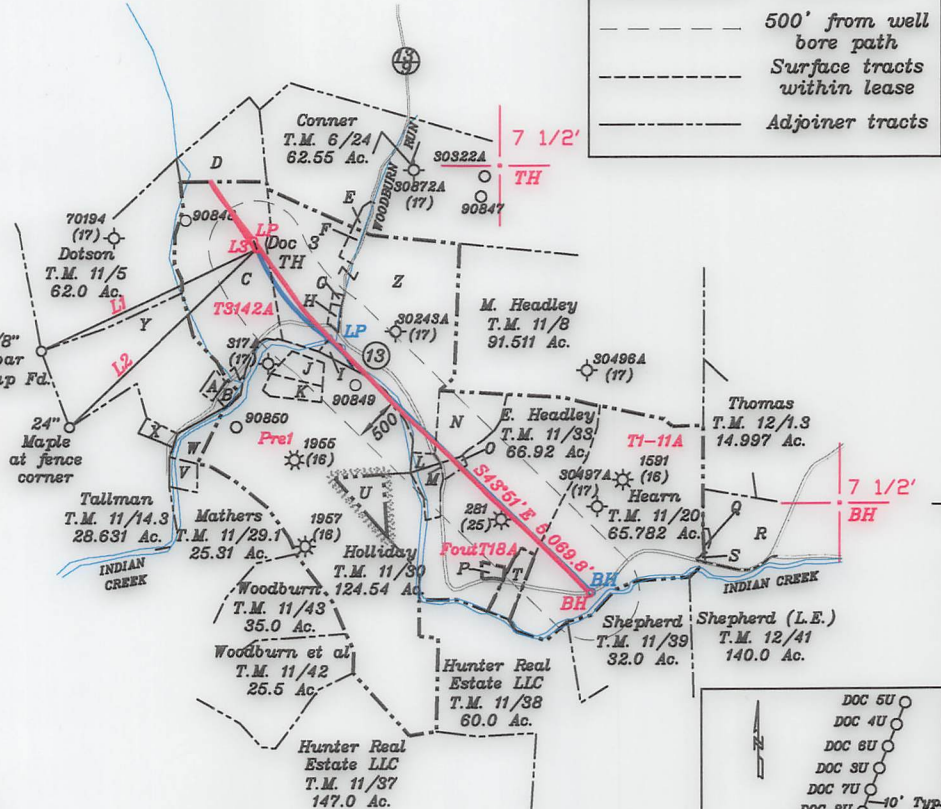 500' from well
bore path
Surface tracts
within lease
Adjoiner tracts
13
9
7 1/2'
TH
Conner
T.M. 6/24
62.55 Ac.
WOODBURN RUN
30322A
30872A
(17)
90847
D
E
F
70194
(17)
Dotson
T.M. 11/5
62.0 Ac.
L3
LP
(Doc 3
TH
C
G
H
Z
T3142A
L1
Y
L2
LP
30243A
(17)
M. Headley
T.M. 11/8
91.511 Ac.
30496A
(17)
13
I
J
K
A
B
90849
90850
500
24"
Maple
at fence
corner
X
W
V
Pre1
1955
(16)
N
E. Headley
T.M. 11/33
66.92 Ac.
O
L
M
T1-11A
1591
(16)
30497A
(17)
Hearn
T.M. 11/20
65.782 Ac.
Thomas
T.M. 12/1.3
14.997 Ac.
7 1/2'
BH
Q
R
S
S43°51' E 5,069.8'
U
281
(25)
FoutT18A
P
T
BH
BH
Tallman
T.M. 11/14.3
28.631 Ac.
Mathers
T.M. 11/29.1
25.31 Ac.
1957
(16)
Holliday
T.M. 11/30
124.54 Ac.
INDIAN
CREEK
INDIAN CREEK
Woodburn
T.M. 11/43
35.0 Ac.
Woodburn et al
T.M. 11/42
25.5 Ac.
Hunter Real
Estate LLC
T.M. 11/38
60.0 Ac.
Shepherd
T.M. 11/39
32.0 Ac.
Shepherd (L.E.)
T.M. 12/41
140.0 Ac.
Hunter Real
Estate LLC
T.M. 11/37
147.0 Ac.
N
DOC 5U
DOC 4U
DOC 6U
DOC 3U
DOC 7U
10' Typ.